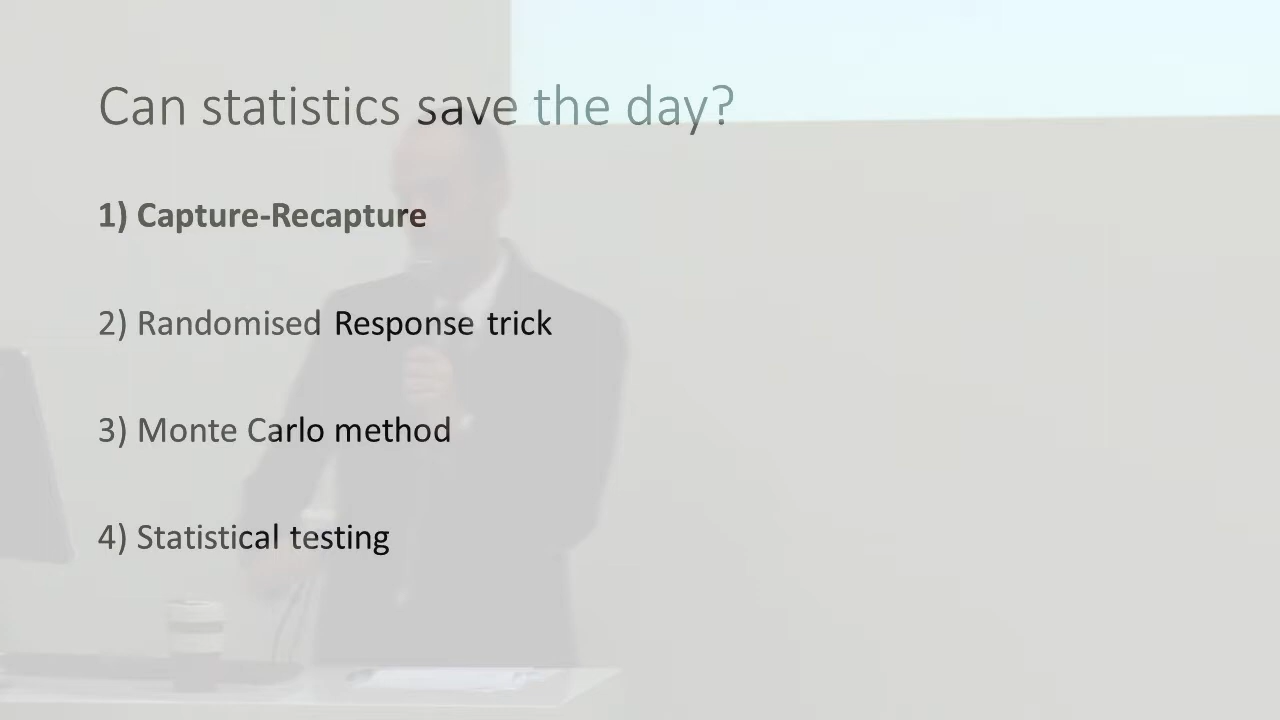 Can statistics save the day?
1) Capture-Recapture
2) Randomised Response trick
3) Monte Carlo method
4) Statistical testing